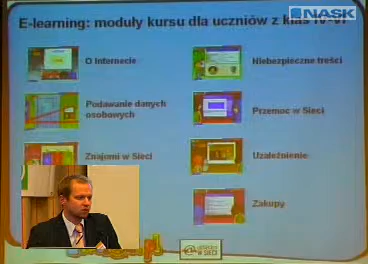 NASK
E-learning: moduły kursu dla uczniów z klas IV-VI
O Internecie
Niebezpieczne treści
Podawanie danych
osobowych
Przemoc w Sieci
Znajomi w Sieci
Uzależnienie
Zakupy
w SIECI